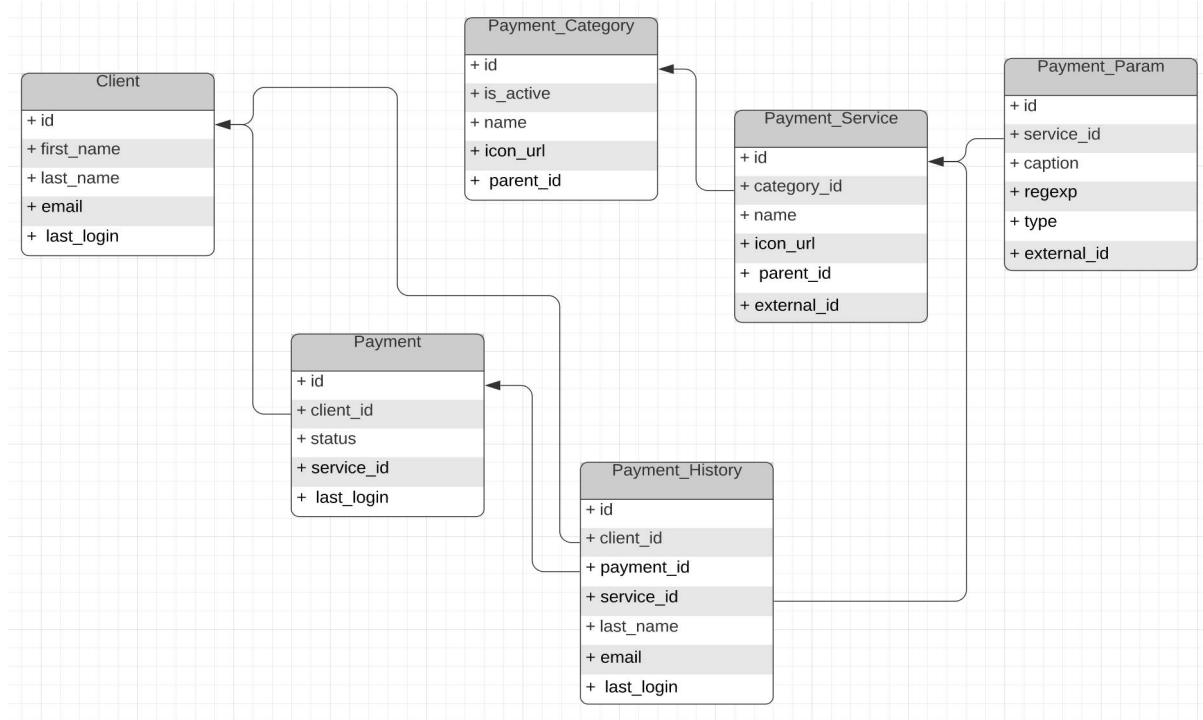 Client
+ id
+ first_name
+ last_name
+ email
+ last_login
Payment_Category
+ id
+ is_active
+ name
+ icon_url
+ parent_id
Payment_Service
+ id
+ category_id
+ name
+ icon_url
+ parent_id
+ external_id
Payment_Param
+ id
+ service_id
+ caption
+ regexp
+ type
+ external_id
Payment
+ id
+ client_id
+ status
+ service_id
+ last_login
Payment_History
+ id
+ client_id
+ payment_id
+ service_id
+ last_name
+ email
+ last_login